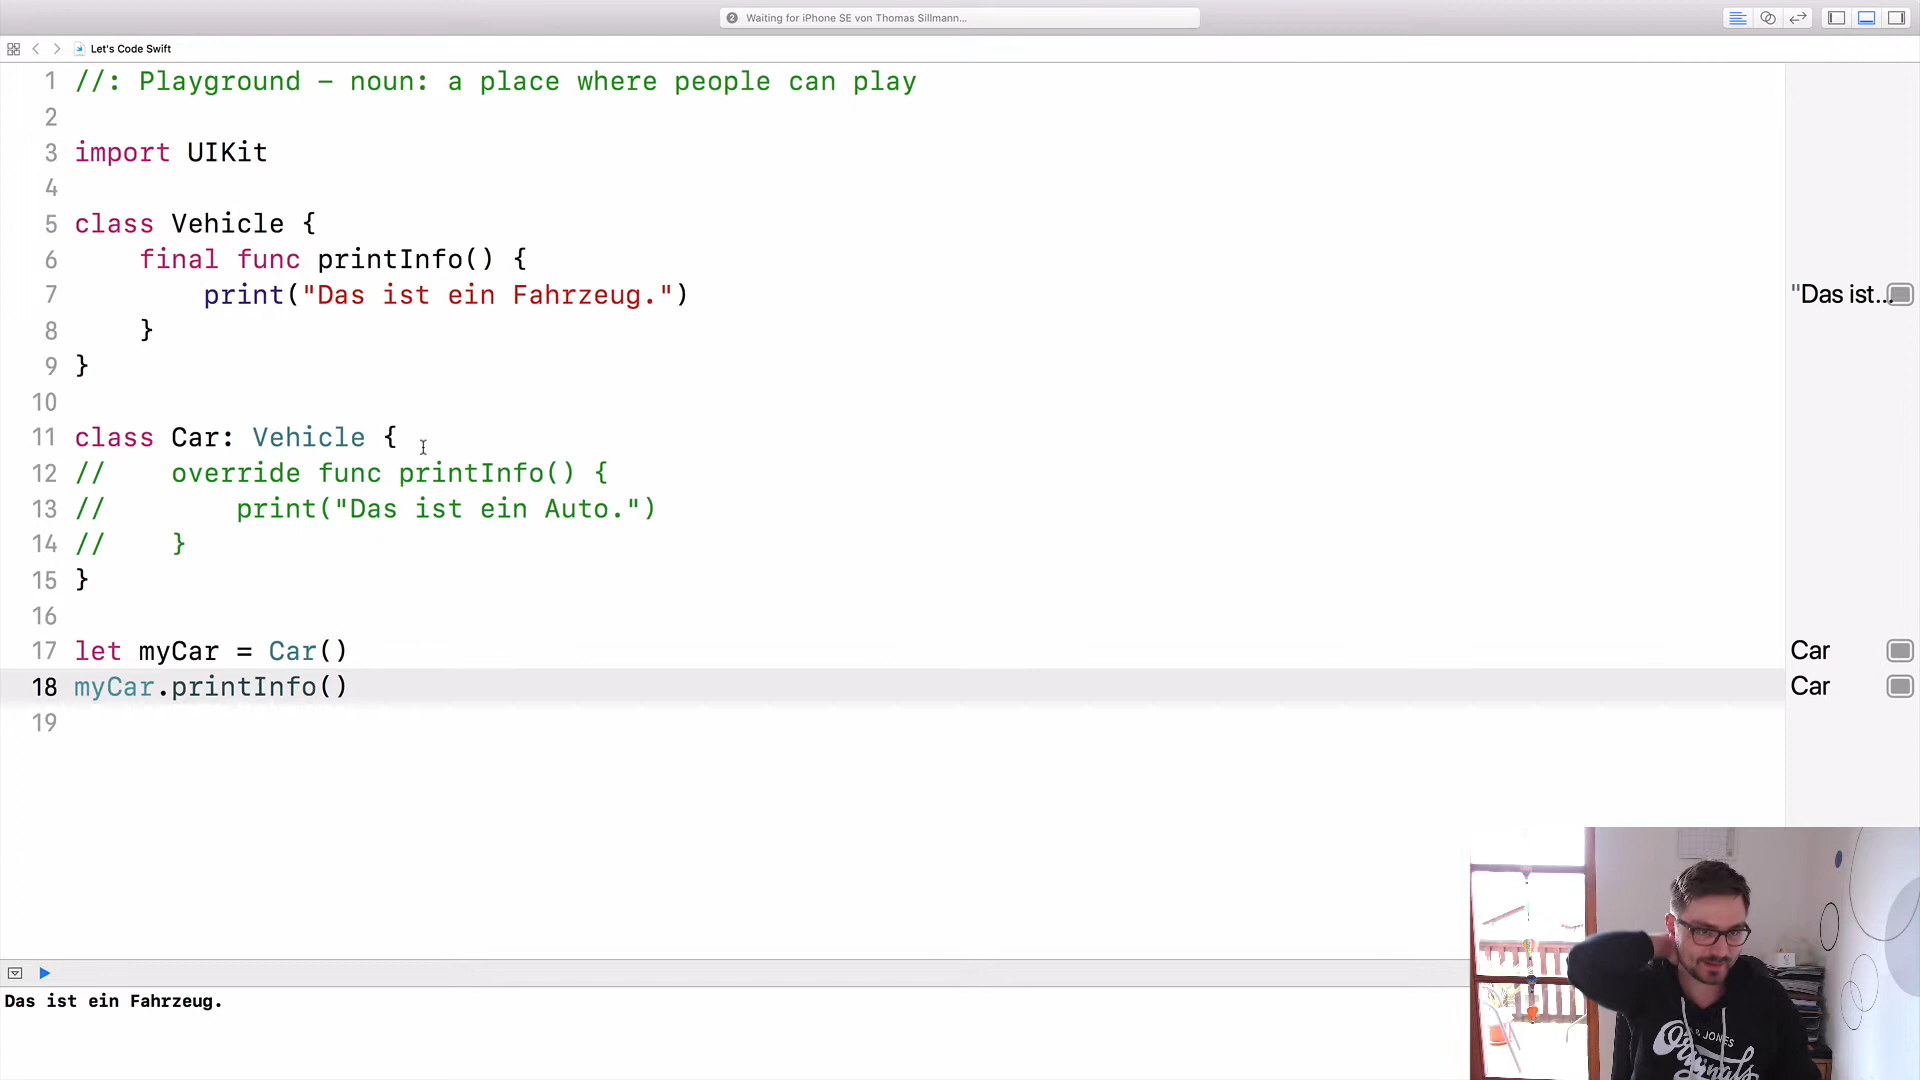 2 Waiting for iPhone SE von Thomas Sillmann...
Let's Code Swift
1 //: Playground – noun: a place where people can play
2
3 import UIKit
4
5 class Vehicle {
6 final func printInfo() {
7 print("Das ist ein Fahrzeug.") "Das ist...
8 }
9 }
10
11 class Car: Vehicle {
12 // override func printInfo() {
13 // print("Das ist ein Auto.")
14 // }
15 }
16
17 let myCar = Car() Car
18 myCar.printInfo() Car
19
Das ist ein Fahrzeug.
& JONES
Originals